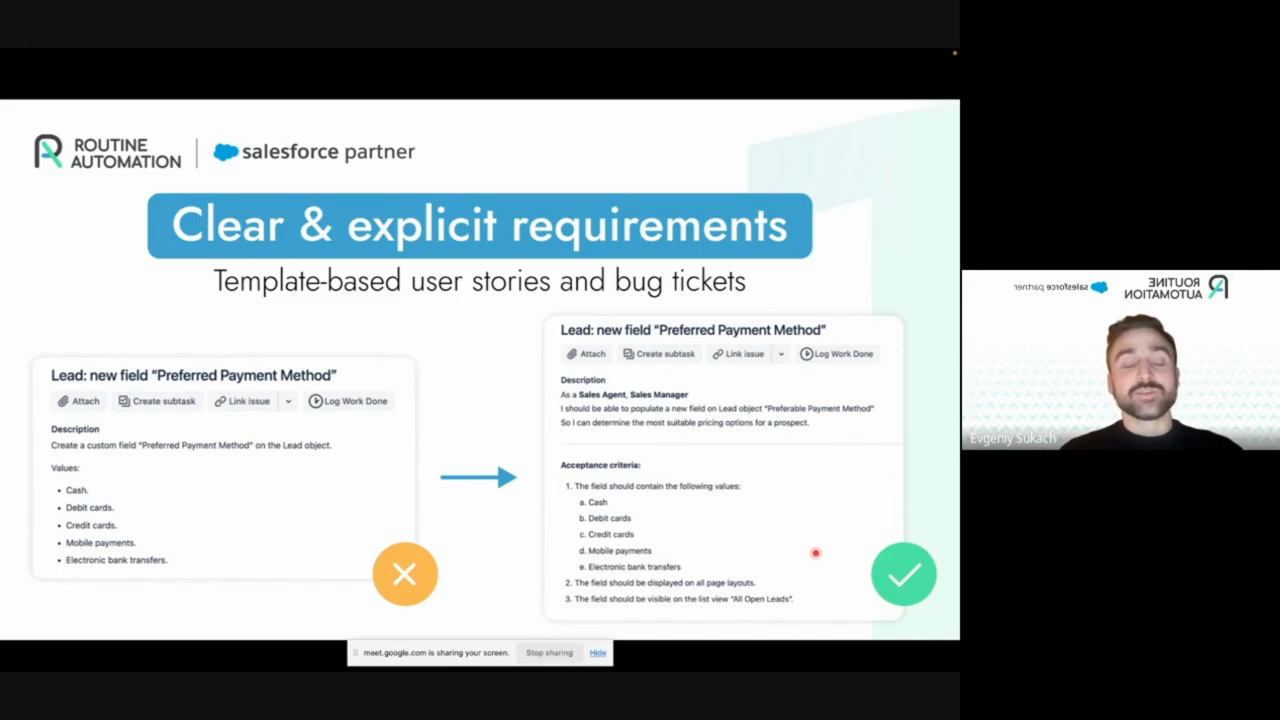 ROUTINE
AUTOMATION
salesforce partner
Clear & explicit requirements
Template-based user stories and bug tickets
Lead: new field “Preferred Payment Method”
Attach
Create subtask
Link issue
Log Work Done
Description
Create a custom field “Preferred Payment Method” on the Lead object.
Values:
• Cash.
• Debit cards.
• Credit cards.
• Mobile payments.
• Electronic bank transfers.
Lead: new field “Preferred Payment Method”
Attach
Create subtask
Link issue
Log Work Done
Description
As a Sales Agent, Sales Manager
I should be able to populate a new field on Lead object “Preferable Payment Method”
So I can determine the most suitable pricing options for a prospect.
Acceptance criteria:
1. The field should contain the following values:
a. Cash
b. Debit cards
c. Credit cards
d. Mobile payments
e. Electronic bank transfers
2. The field should be displayed on all page layouts.
3. The field should be visible on the list view “All Open Leads”.
meet.google.com is sharing your screen.
Stop sharing
Hide
salesforce partner
ROUTINE
AUTOMATION
Evgeniy Sukach